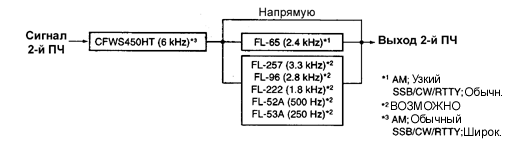 Напрямую
Сигнал
2-й ПЧ
CFWS450HT (6 kHz)*3
FL-65 (2.4 kHz)*1
Выход 2-й ПЧ
FL-257 (3.3 kHz)*2
FL-96 (2.8 kHz)*2
FL-222 (1.8 kHz)*2
FL-52A (500 Hz)*2
FL-53A (250 Hz)*2
*1 AM; Узкий
SSB/CW/RTTY;Обычн.
*2 ВОЗМОЖНО
*3 AM; Обычный
SSB/CW/RTTY;Широк.